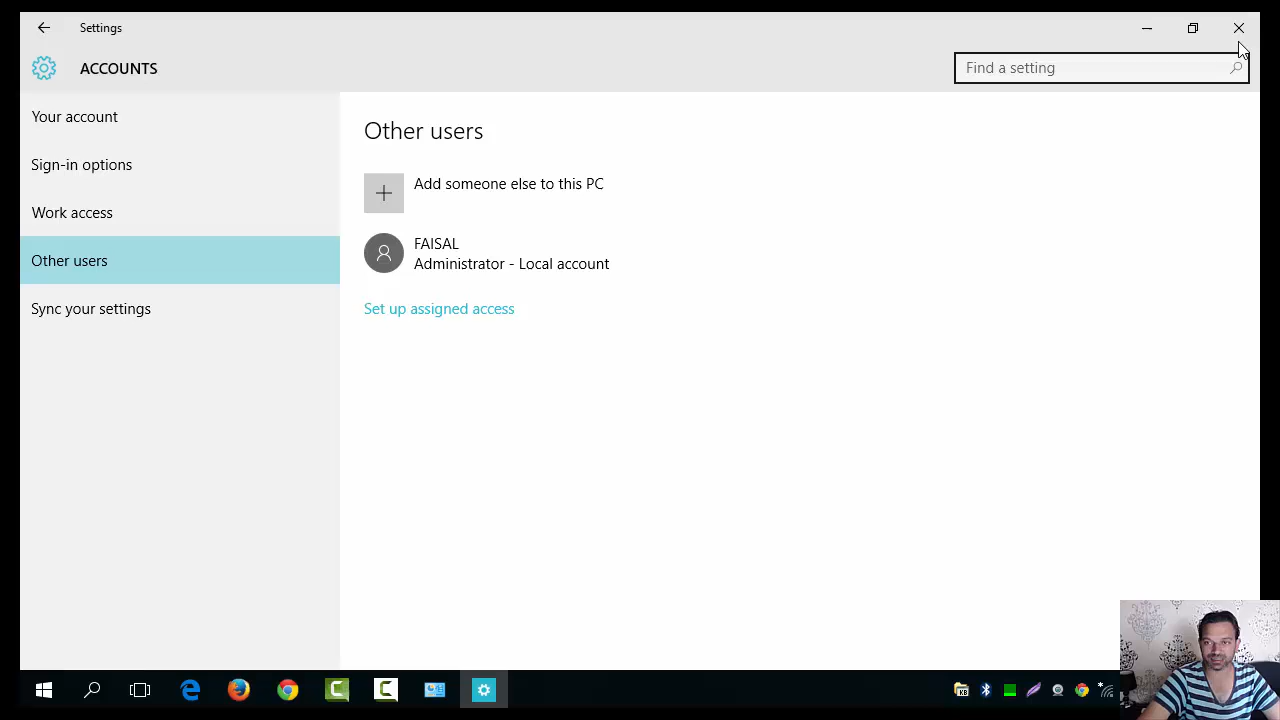 Settings
ACCOUNTS
Find a setting
Your account
Sign-in options
Work access
Other users
Sync your settings
Other users
Add someone else to this PC
FAISAL
Administrator - Local account
Set up assigned access